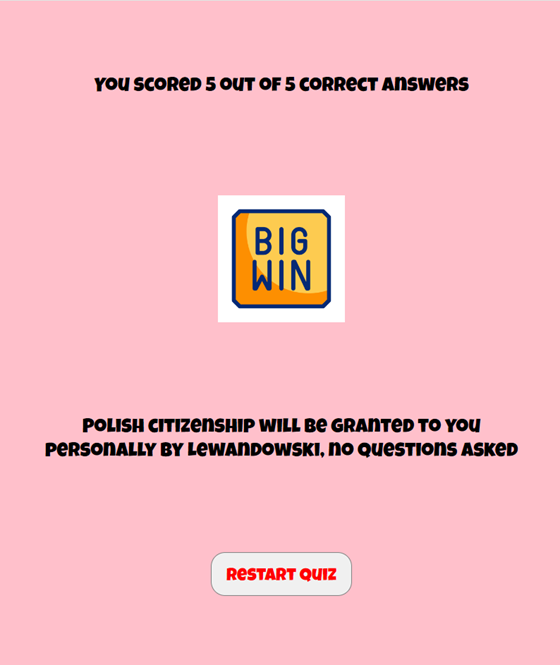 You scored 5 out of 5 correct answers
BIG
WIN
Polish citizenship will be granted to you
personally by Lewandowski, no questions asked
Restart Quiz